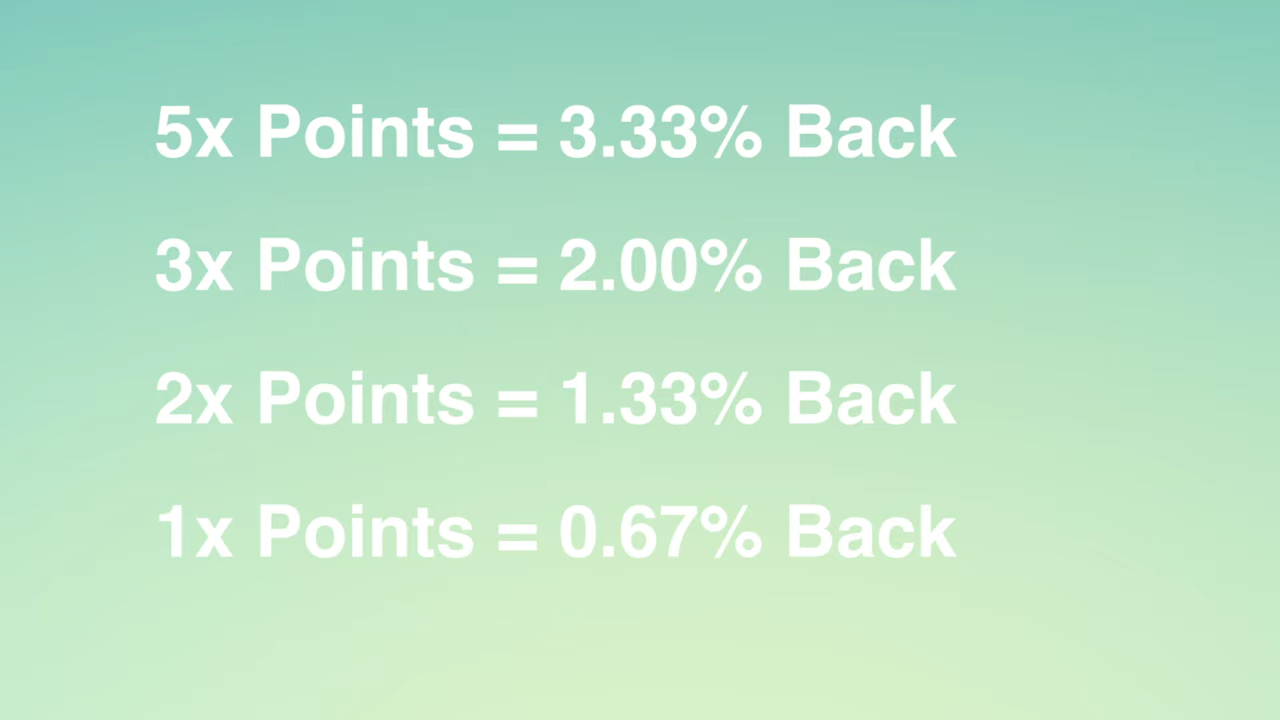 5x Points = 3.33% Back
3x Points = 2.00% Back
2x Points = 1.33% Back
1x Points = 0.67% Back